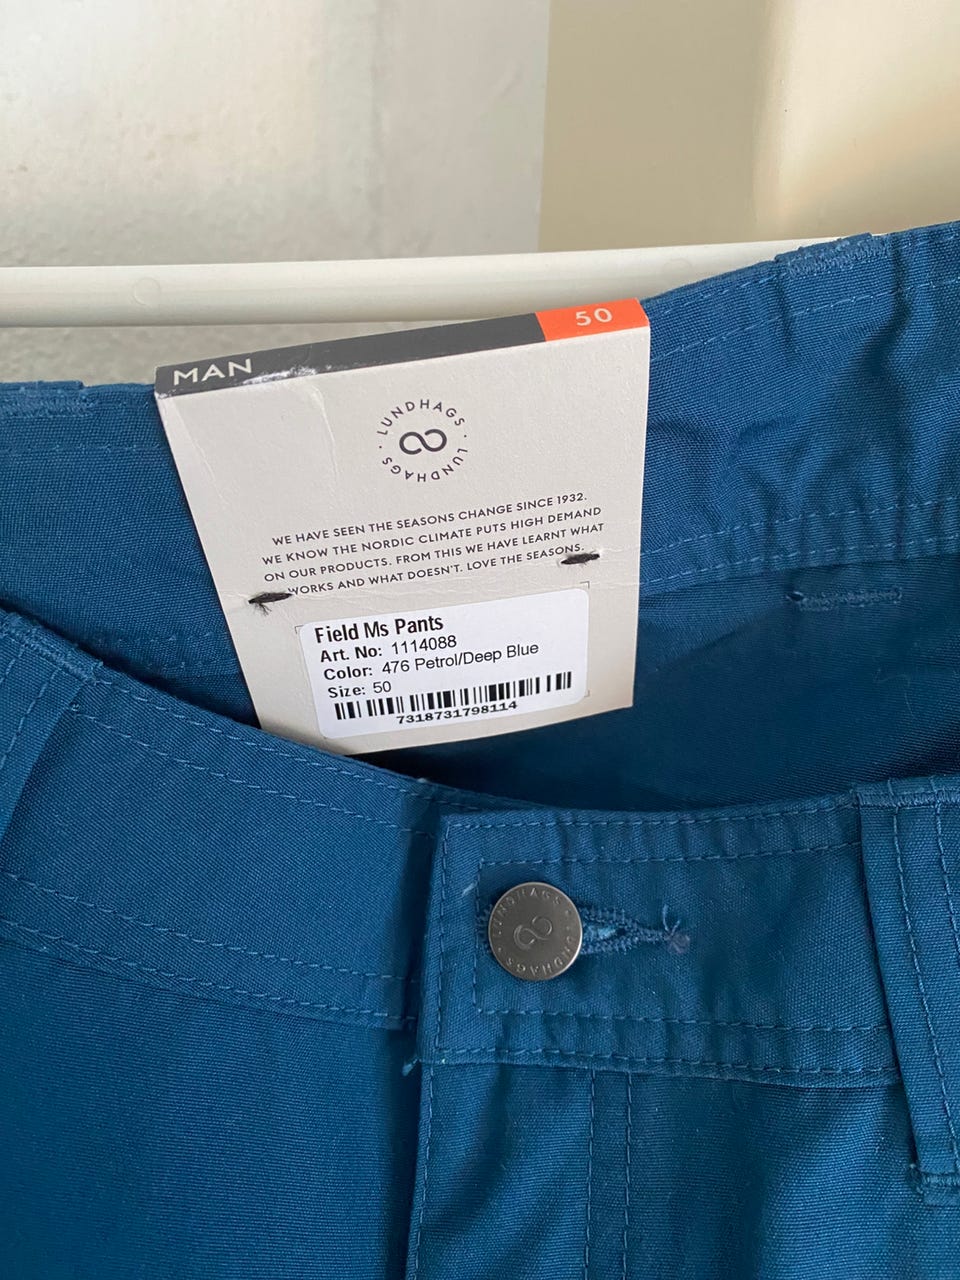 MAN
50
LUNDHAGS · LUNDHAGS ·
WE HAVE SEEN THE SEASONS CHANGE SINCE 1932.
WE KNOW THE NORDIC CLIMATE PUTS HIGH DEMAND
ON OUR PRODUCTS. FROM THIS WE HAVE LEARNT WHAT
WORKS AND WHAT DOESN'T. LOVE THE SEASONS.
Field Ms Pants
Art. No: 1114088
Color: 476 Petrol/Deep Blue
Size: 50
7318731798114
LUNDHAGS · LUNDHAGS ·